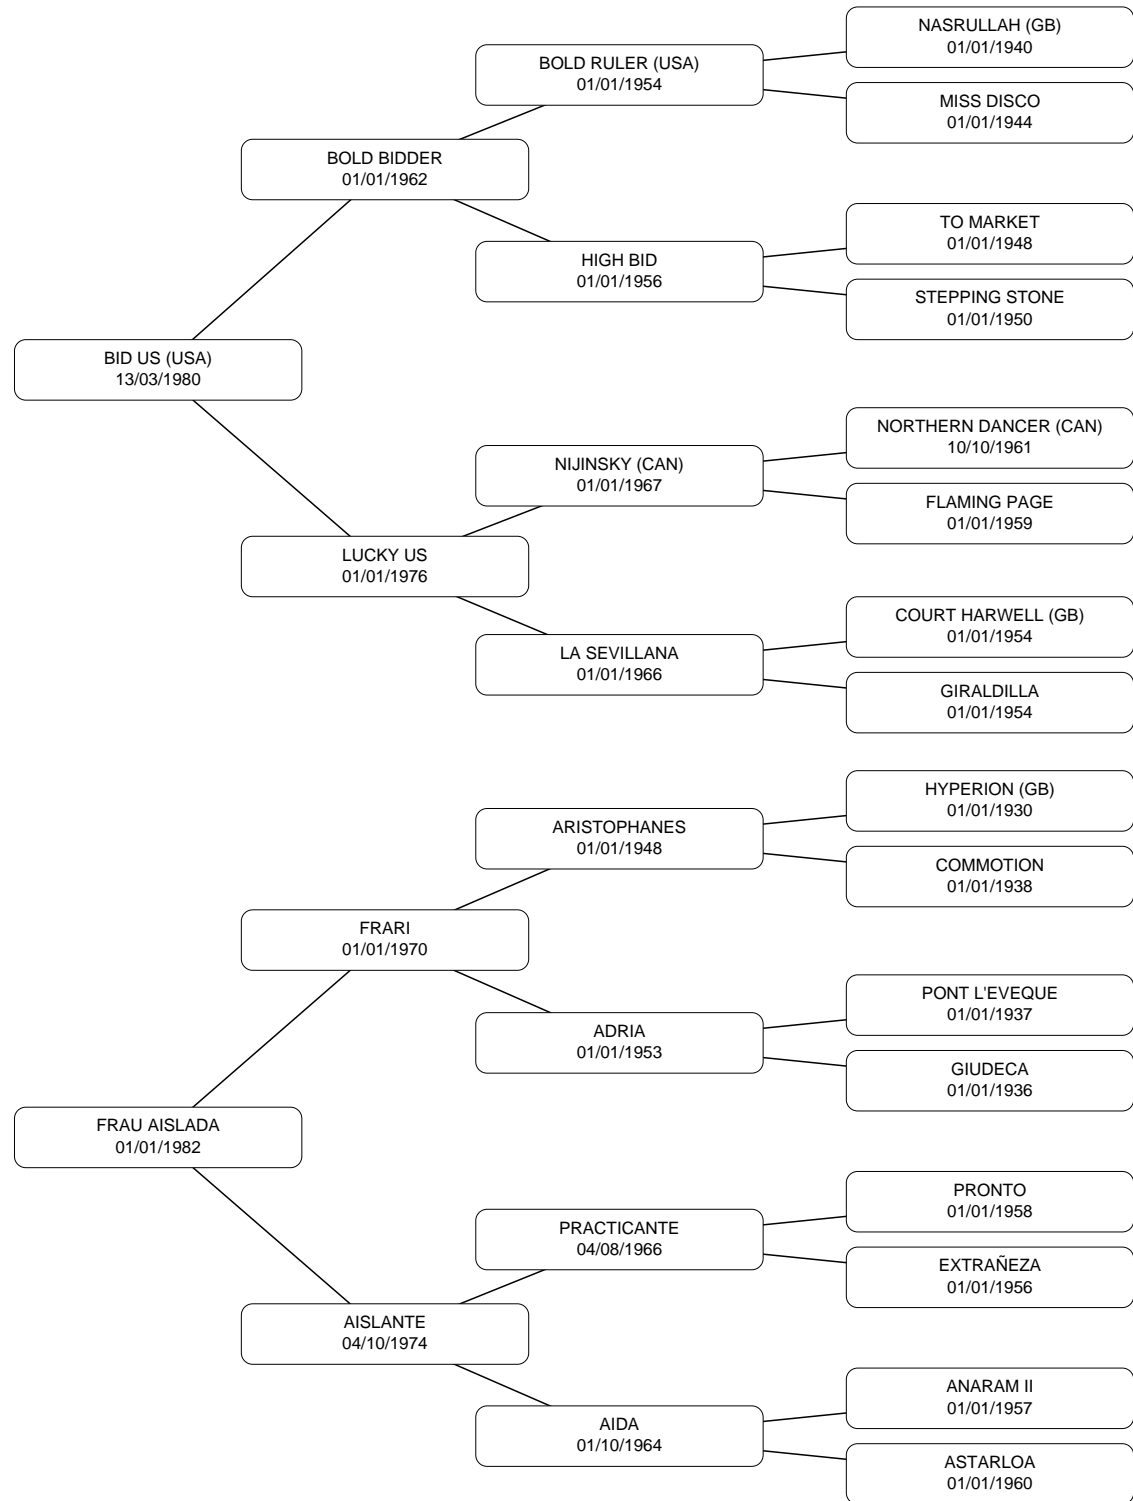 NASRULLAH (GB)
01/01/1940
BOLD RULER (USA)
01/01/1954
MISS DISCO
01/01/1944
BOLD BIDDER
01/01/1962
TO MARKET
01/01/1948
HIGH BID
01/01/1956
STEPPING STONE
01/01/1950
BID US (USA)
13/03/1980
NORTHERN DANCER (CAN)
10/10/1961
NIJINSKY (CAN)
01/01/1967
FLAMING PAGE
01/01/1959
LUCKY US
01/01/1976
COURT HARWELL (GB)
01/01/1954
LA SEVILLANA
01/01/1966
GIRALDILLA
01/01/1954
HYPERION (GB)
01/01/1930
ARISTOPHANES
01/01/1948
COMMOTION
01/01/1938
FRARI
01/01/1970
PONT L'EVEQUE
01/01/1937
ADRIA
01/01/1953
GIUDECA
01/01/1936
FRAU AISLADA
01/01/1982
PRONTO
01/01/1958
PRACTICANTE
04/08/1966
EXTRAÑEZA
01/01/1956
AISLANTE
04/10/1974
ANARAM II
01/01/1957
AIDA
01/10/1964
ASTARLOA
01/01/1960